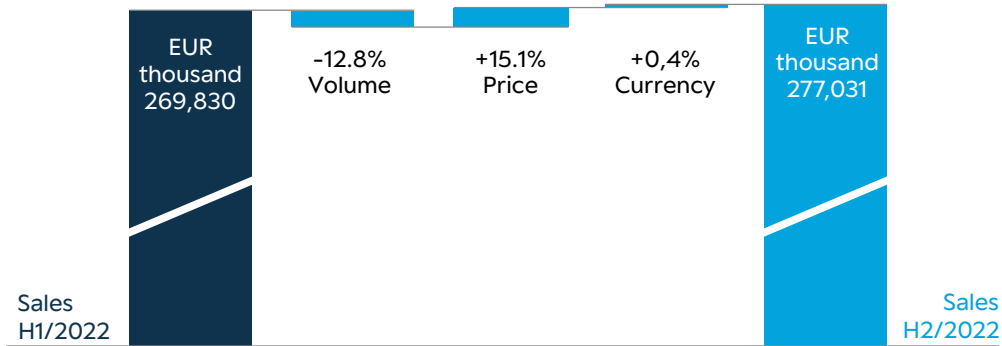 EUR
thousand
269,830
-12.8%
Volume
+15.1%
Price
+0,4%
Currency
EUR
thousand
277,031
Sales
H1/2022
Sales
H2/2022